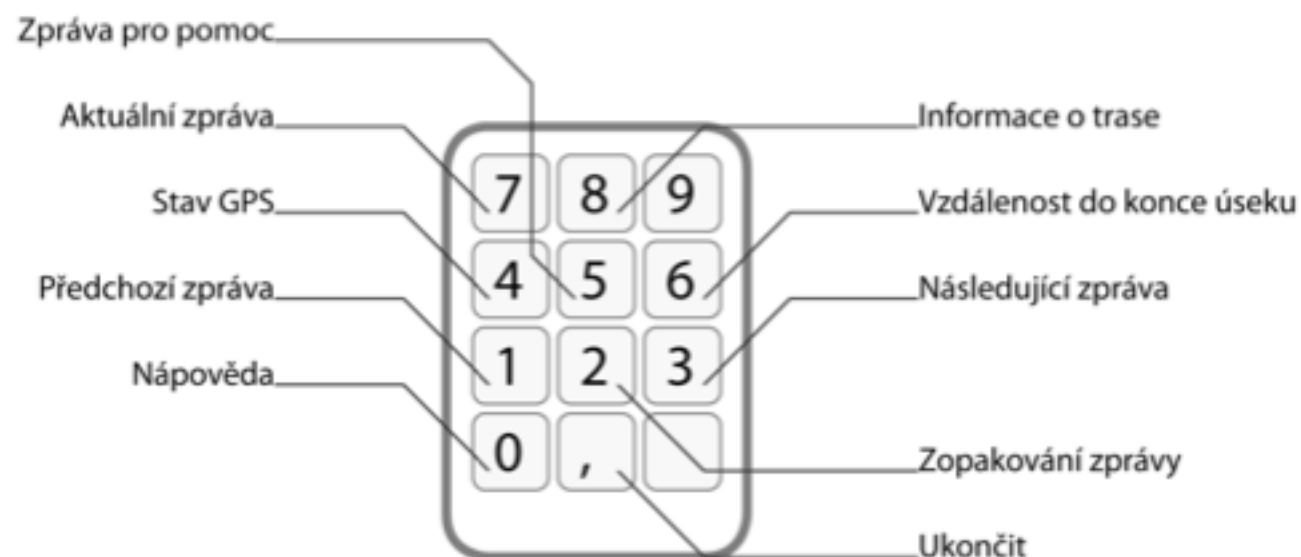 Zpráva pro pomoc
Aktuální zpráva
Informace o trase
7 8 9
Stav GPS
Vzdálenost do konce úseku
4 5 6
Předchozí zpráva
Následující zpráva
1 2 3
Nápověda
0 ,
Zopakování zprávy
Ukončit